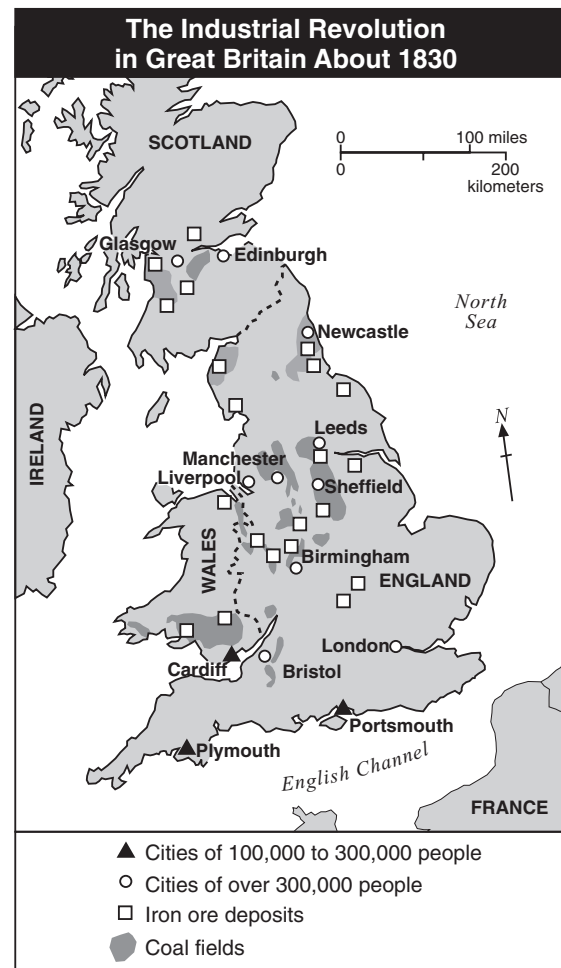 The Industrial Revolution
in Great Britain About 1830
SCOTLAND
0
100 miles
0
200
kilometers
Glasgow
Edinburgh
North
Sea
Newcastle
IRELAND
N
Leeds
Manchester
Liverpool
Sheffield
WALES
Birmingham
ENGLAND
London
Cardiff
Bristol
Portsmouth
Plymouth
English Channel
FRANCE
Cities of 100,000 to 300,000 people
Cities of over 300,000 people
Iron ore deposits
Coal fields